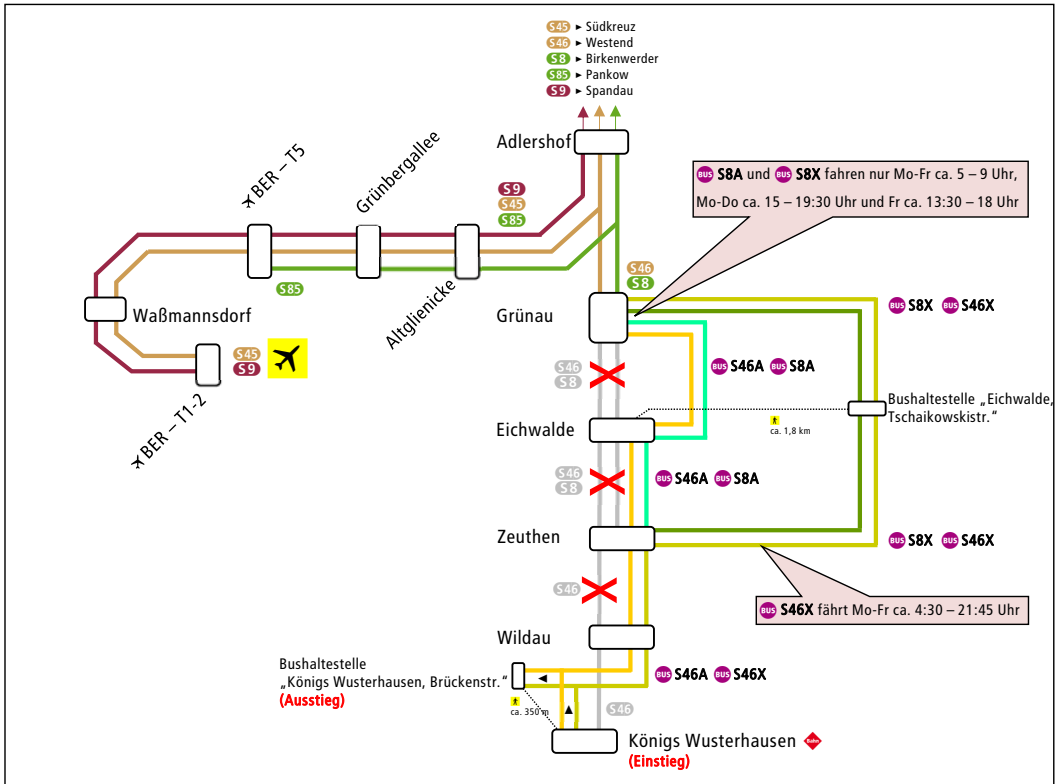 S45 ► Südkreuz
S46 ► Westend
S8 ► Birkenwerder
S85 ► Pankow
S9 ► Spandau
Adlershof
BER – T5
Grünbergallee
S9
S45
S85
BUS S8A und BUS S8X fahren nur Mo-Fr ca. 5 – 9 Uhr,
Mo-Do ca. 15 – 19:30 Uhr und Fr ca. 13:30 – 18 Uhr
S85
Altglienicke
S46
S8
Waßmannsdorf
Grünau
BUS S8X BUS S46X
S45
S9
BER – T1-2
S46
S8
BUS S46A BUS S8A
Bushaltestelle „Eichwalde,
Tschaikowskistr.“
ca. 1,8 km
Eichwalde
S46
S8
BUS S46A BUS S8A
Zeuthen
BUS S8X BUS S46X
S46
BUS S46X fährt Mo-Fr ca. 4:30 – 21:45 Uhr
Wildau
Bushaltestelle
„Königs Wusterhausen, Brückenstr.“
(Ausstieg)
BUS S46A BUS S46X
ca. 350 m
S46
Königs Wusterhausen Bahn
(Einstieg)